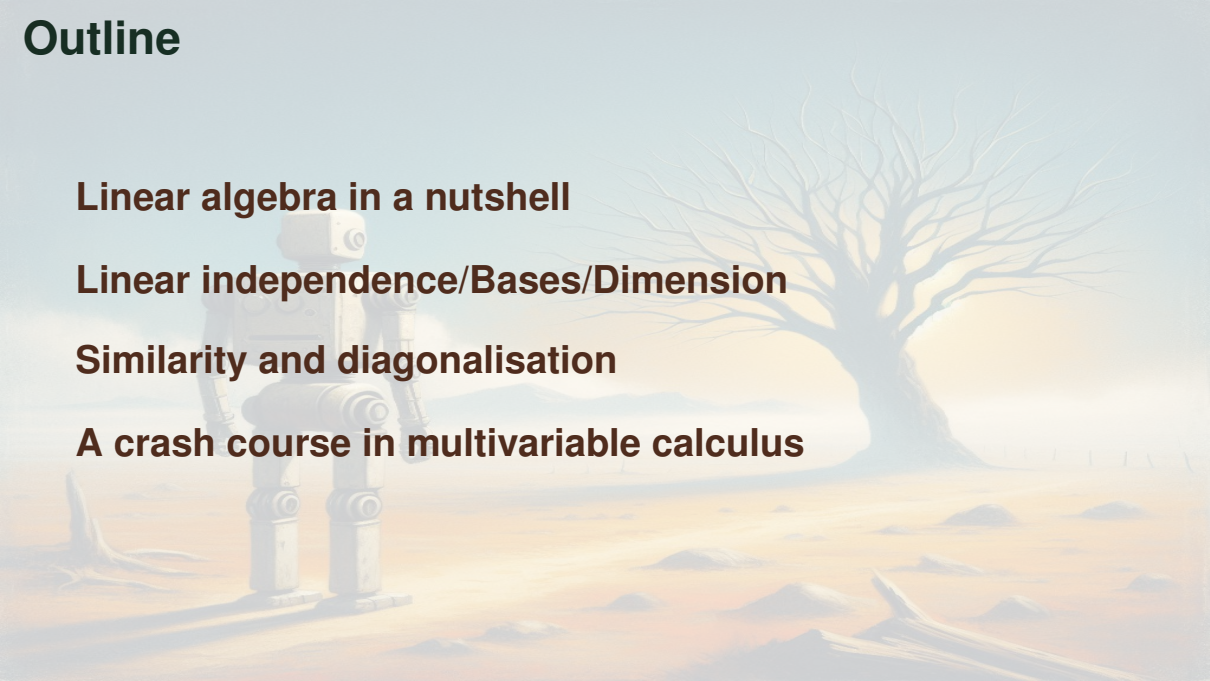 Outline
Linear algebra in a nutshell
Linear independence/Bases/Dimension
Similarity and diagonalisation
A crash course in multivariable calculus